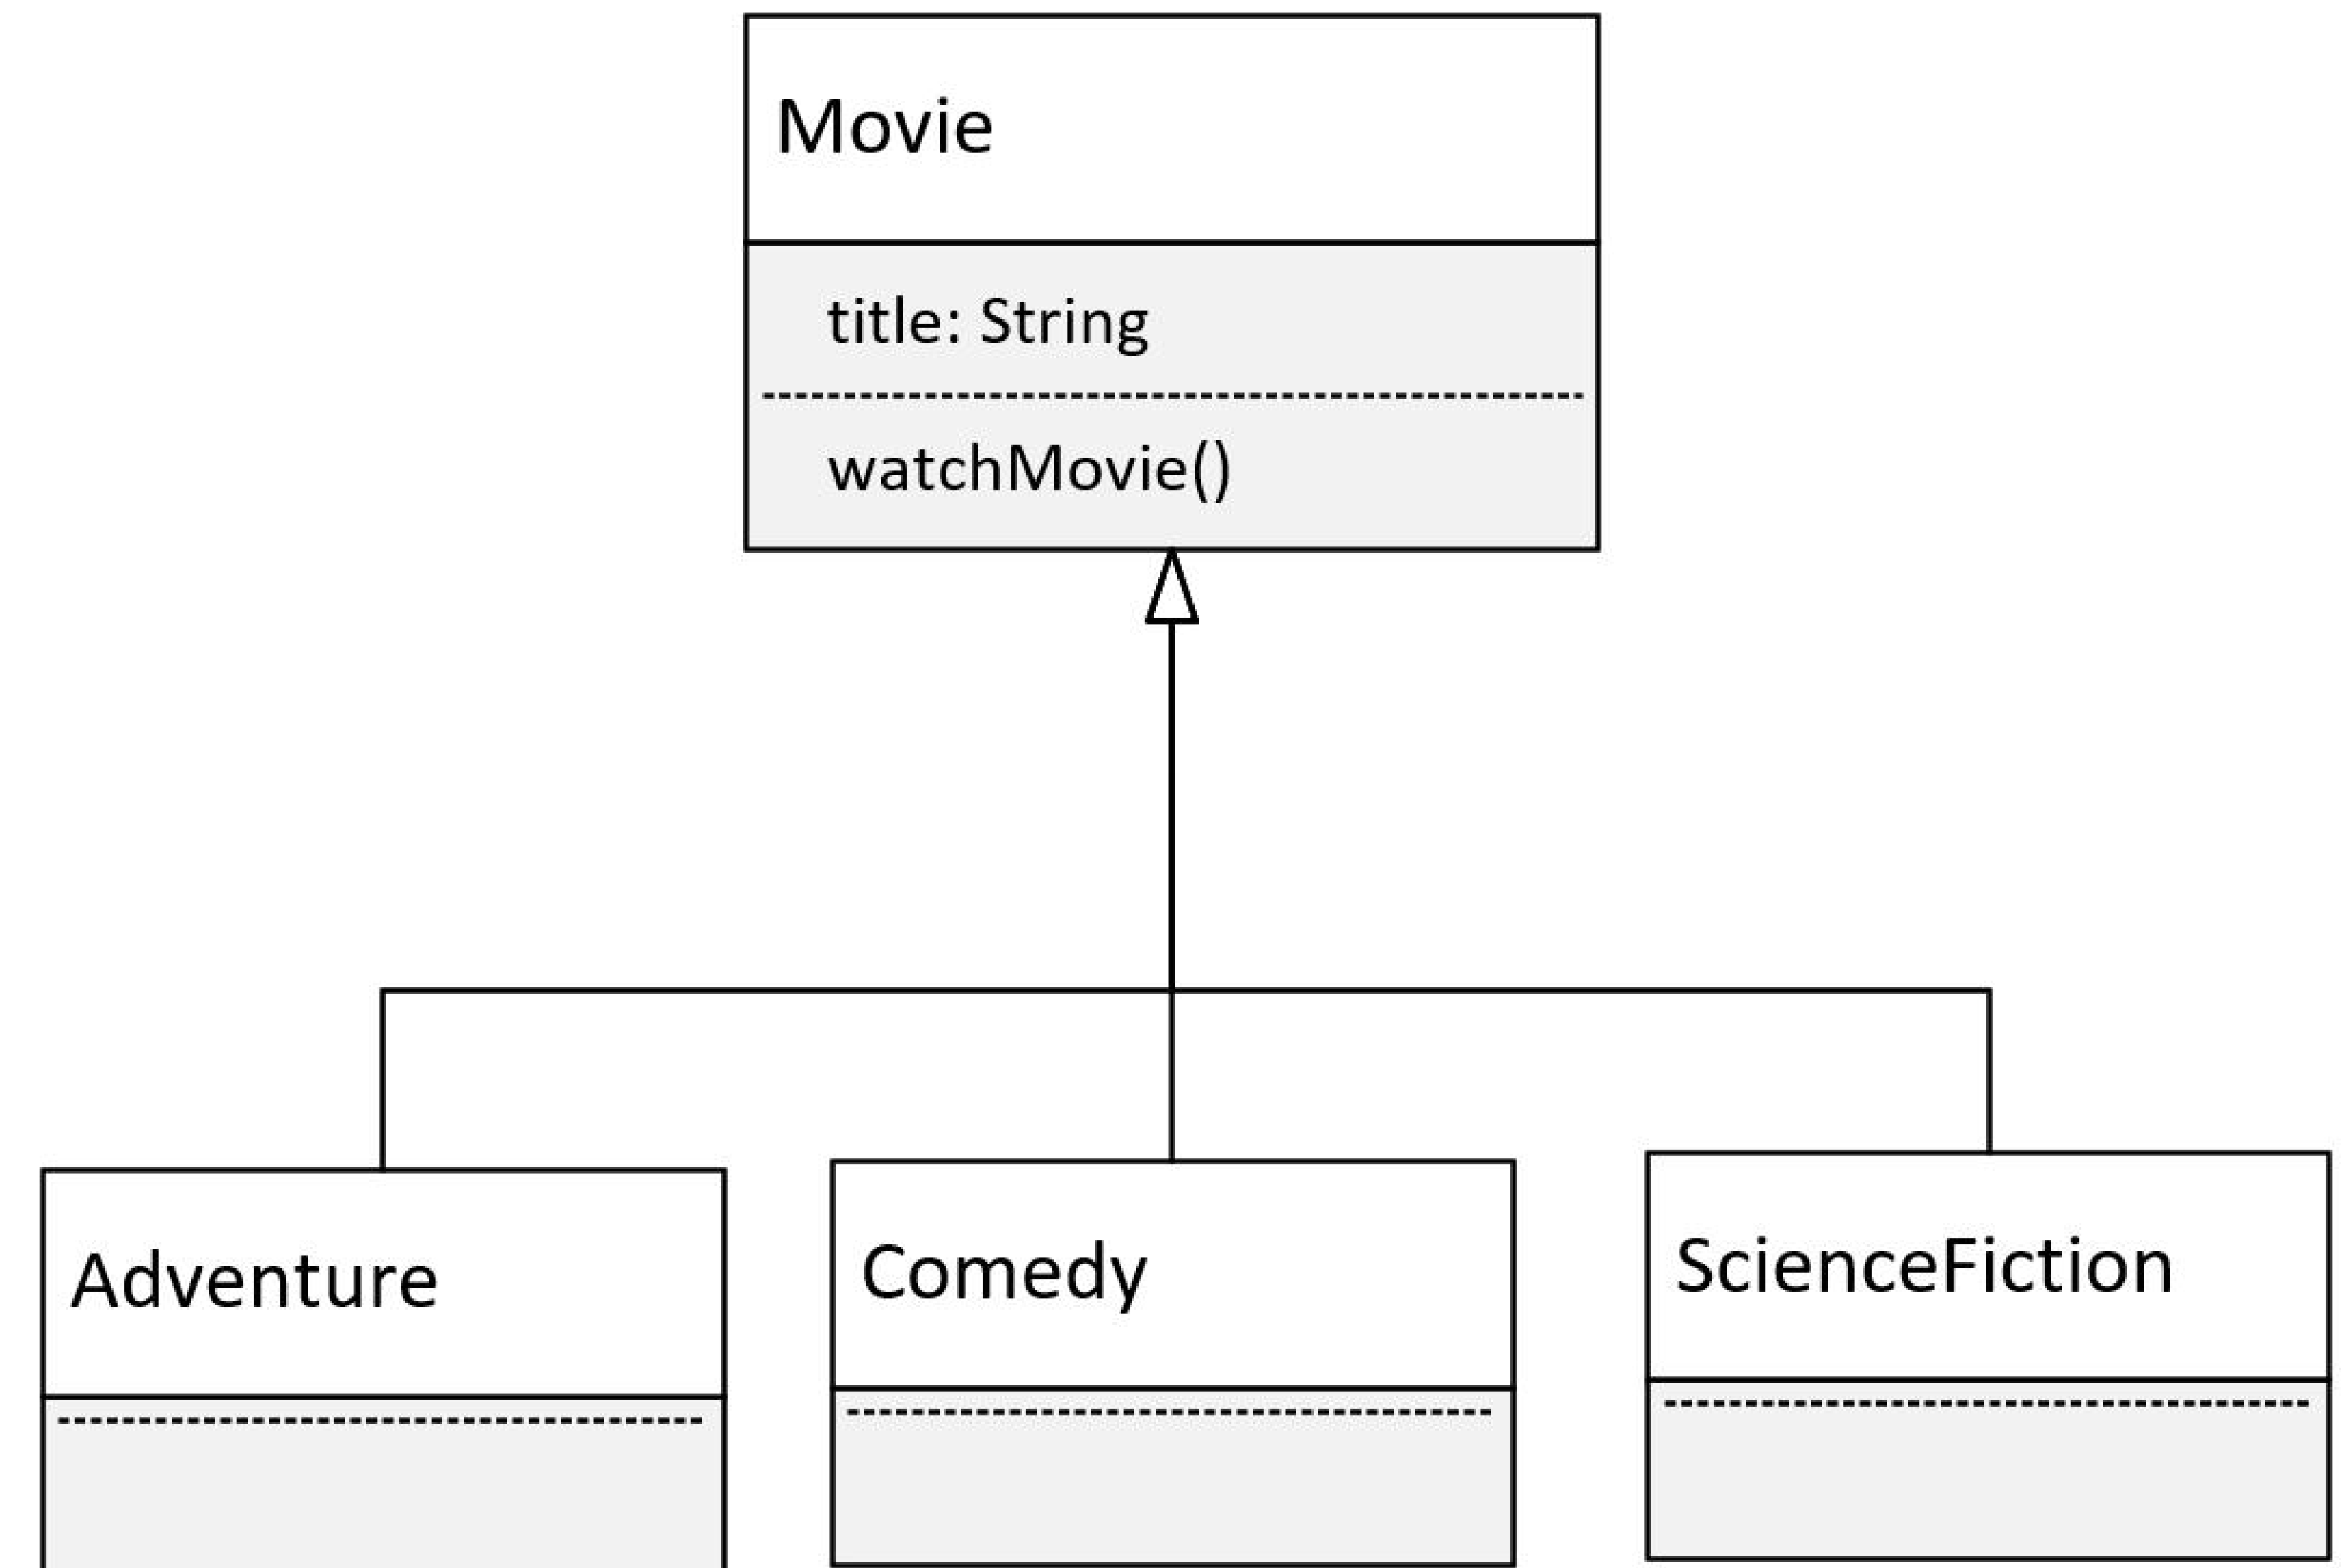 Movie
title: String
watchMovie()
Adventure
Comedy
ScienceFiction